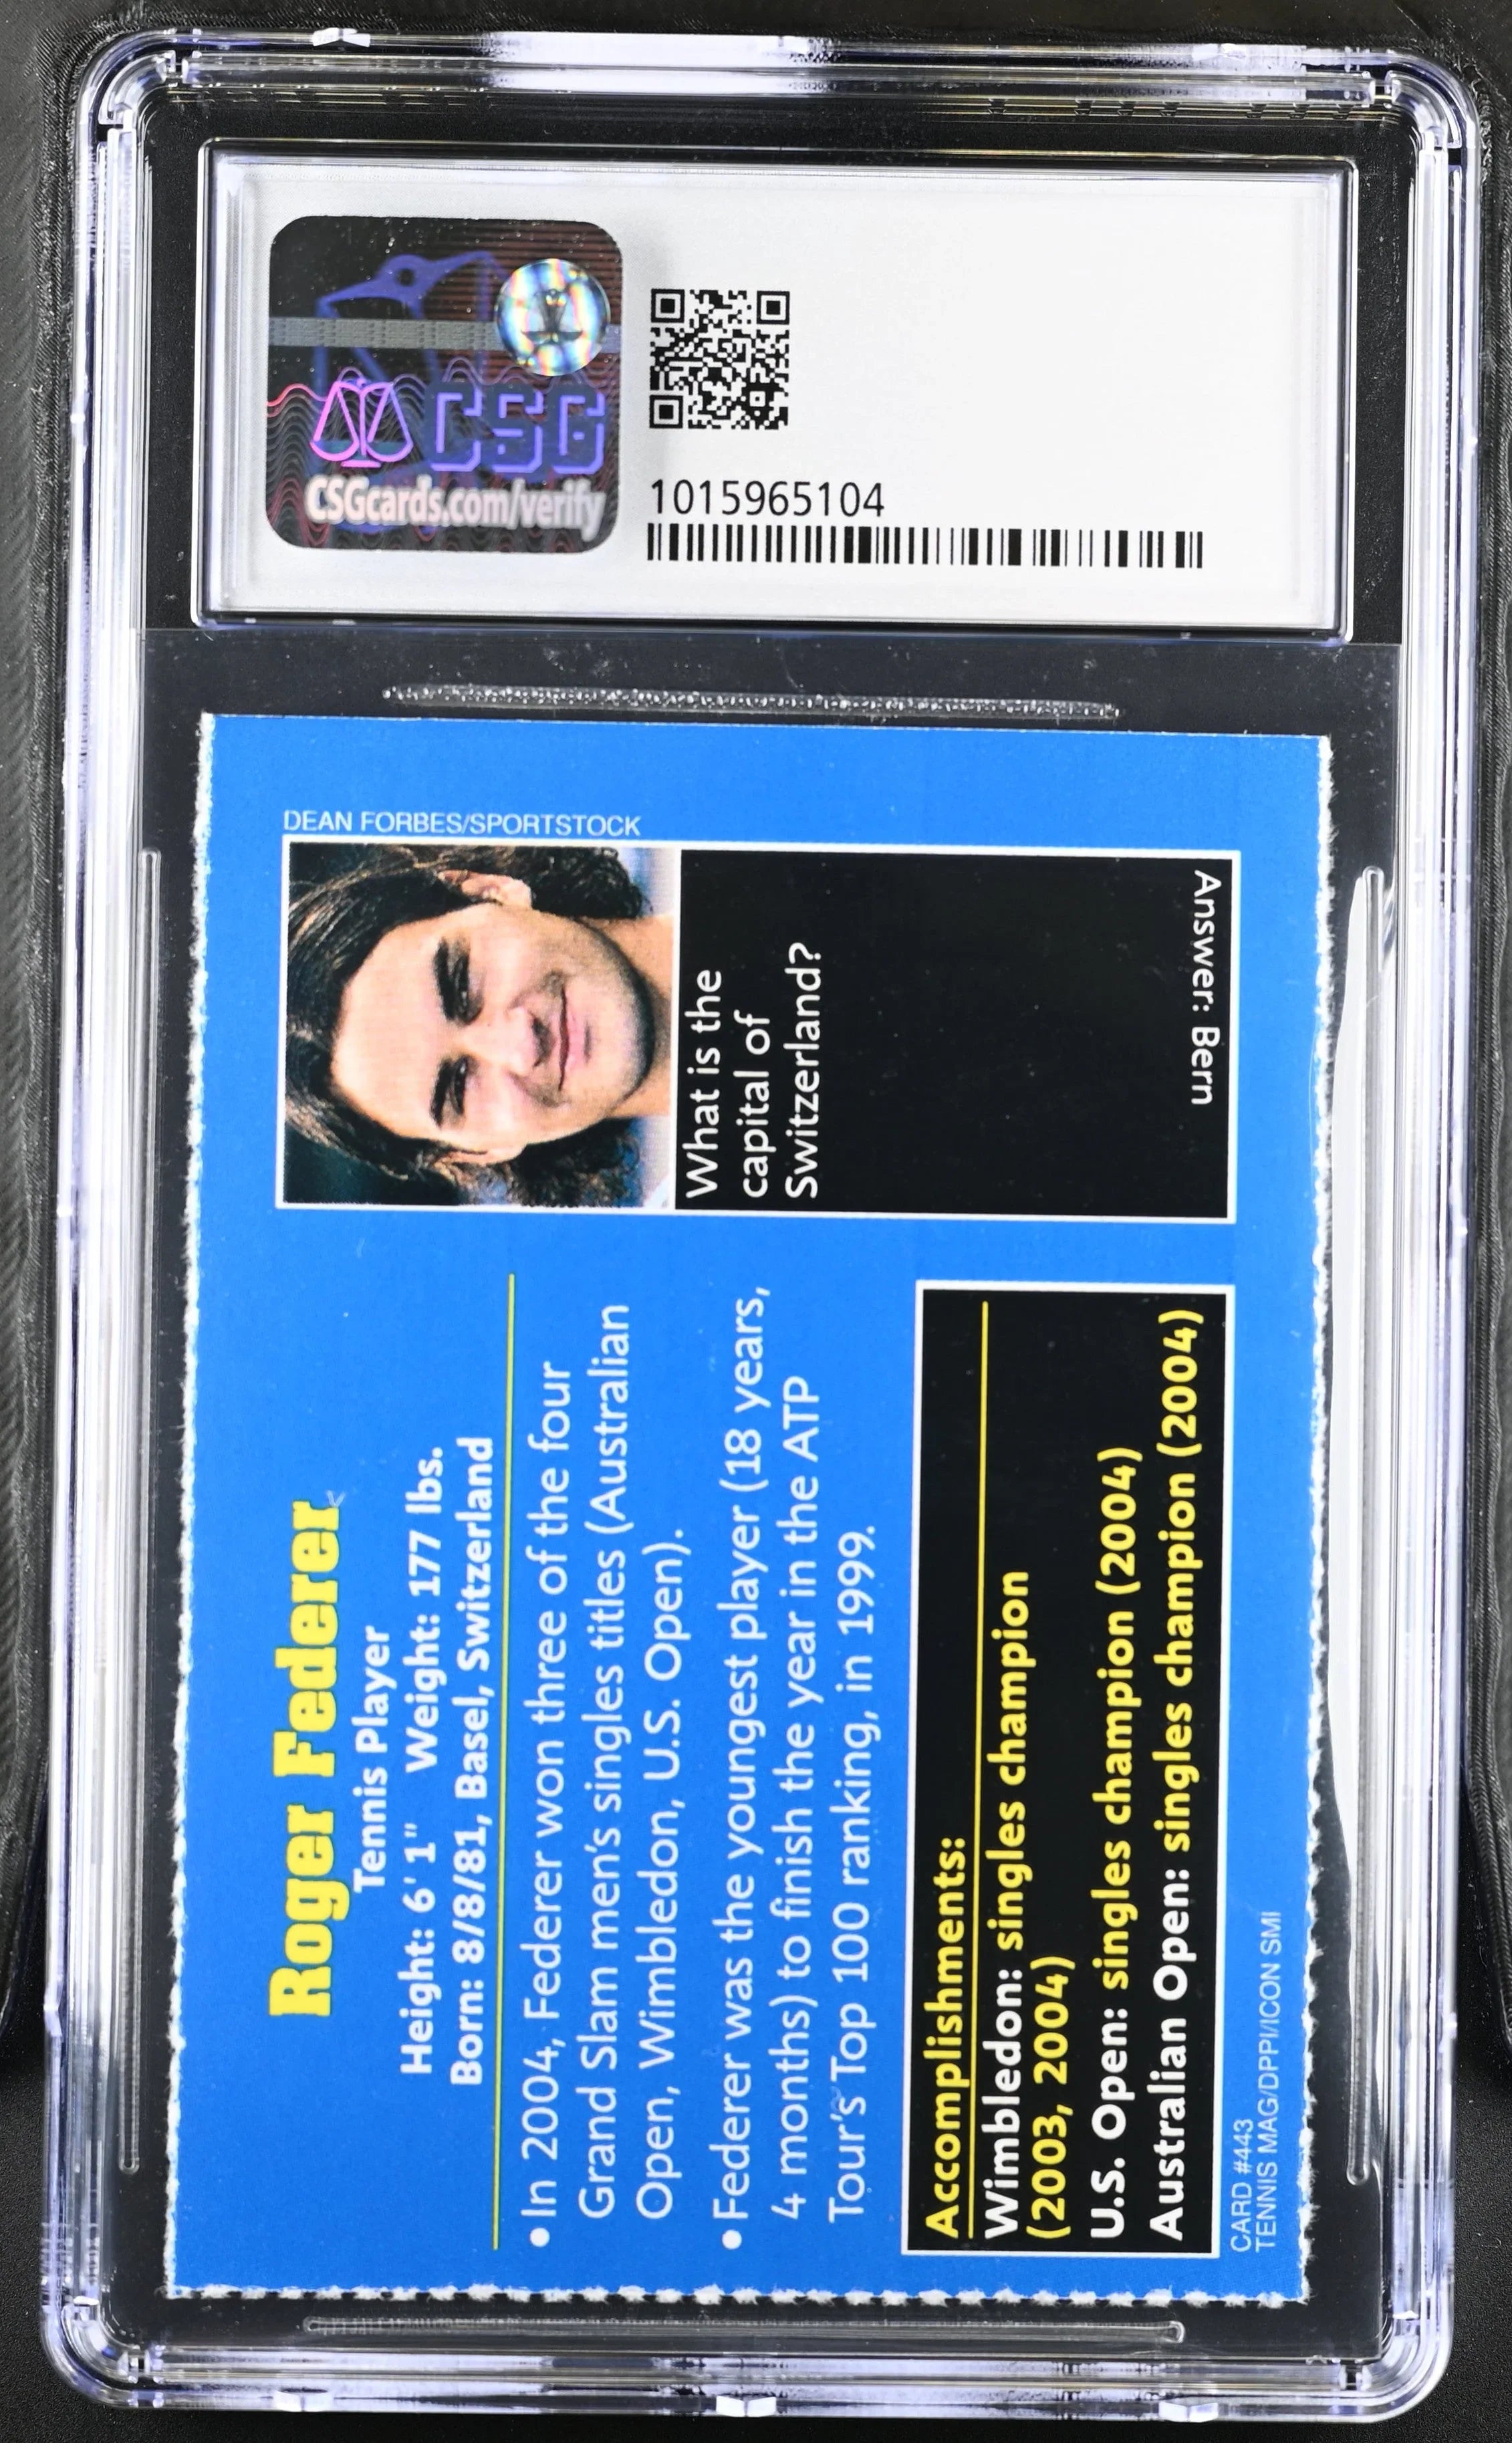 CSG
CSGcards.com/verify
1015965104
DEAN FORBES/SPORTSTOCK
What is the
capital of
Switzerland?
Answer: Bern
Roger Federer
Tennis Player
Height: 6' 1" Weight: 177 lbs.
Born: 8/8/81, Basel, Switzerland
•In 2004, Federer won three of the four
Grand Slam men's singles titles (Australian
Open, Wimbledon, U.S. Open).
•Federer was the youngest player (18 years,
4 months) to finish the year in the ATP
Tour's Top 100 ranking, in 1999.
Accomplishments:
Wimbledon: singles champion
(2003, 2004)
U.S. Open: singles champion (2004)
Australian Open: singles champion (2004)
CARD #443
TENNIS MAG/DPPI/ICON SMI